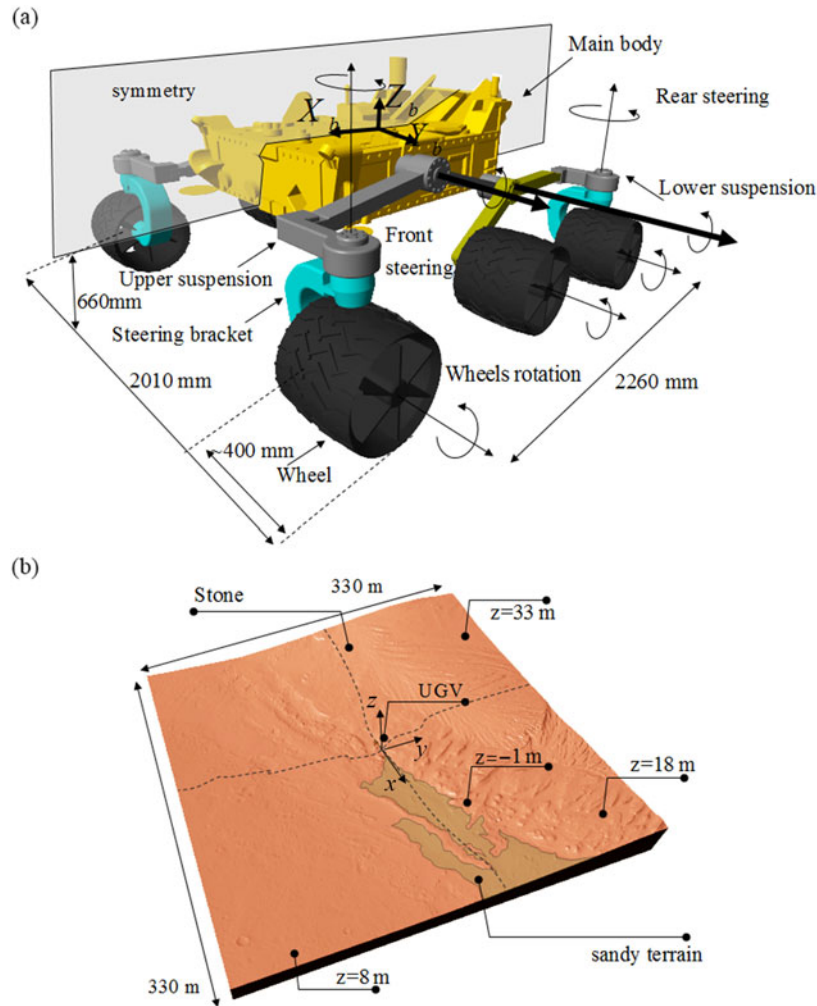 (a)
Main body
symmetry
Z
b
X
b
Y
b
Rear steering
Lower suspension
Front
steering
Upper suspension
660mm
Steering bracket
2010 mm
Wheels rotation
2260 mm
~400 mm
Wheel
(b)
Stone
330 m
z=33 m
UGV
z
y
z=−1 m
z=18 m
x
sandy terrain
z=8 m
330 m